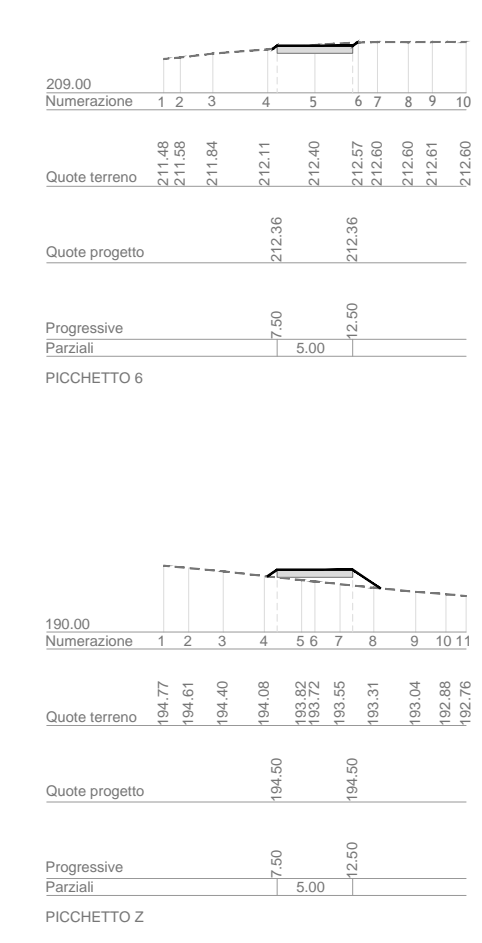 209.00
Numerazione 1 2 3 4 5 6 7 8 9 10
Quote terreno 211.48 211.58 211.84 212.11 212.40 212.57 212.60 212.60 212.61 212.60
Quote progetto 212.36 212.36
Progressive 7.50 12.50
Parziali 5.00
PICCHETTO 6
190.00
Numerazione 1 2 3 4 5 6 7 8 9 10 11
Quote terreno 194.77 194.61 194.40 194.08 193.82 193.72 193.55 193.31 193.04 192.88 192.76
Quote progetto 194.50 194.50
Progressive 7.50 12.50
Parziali 5.00
PICCHETTO Z